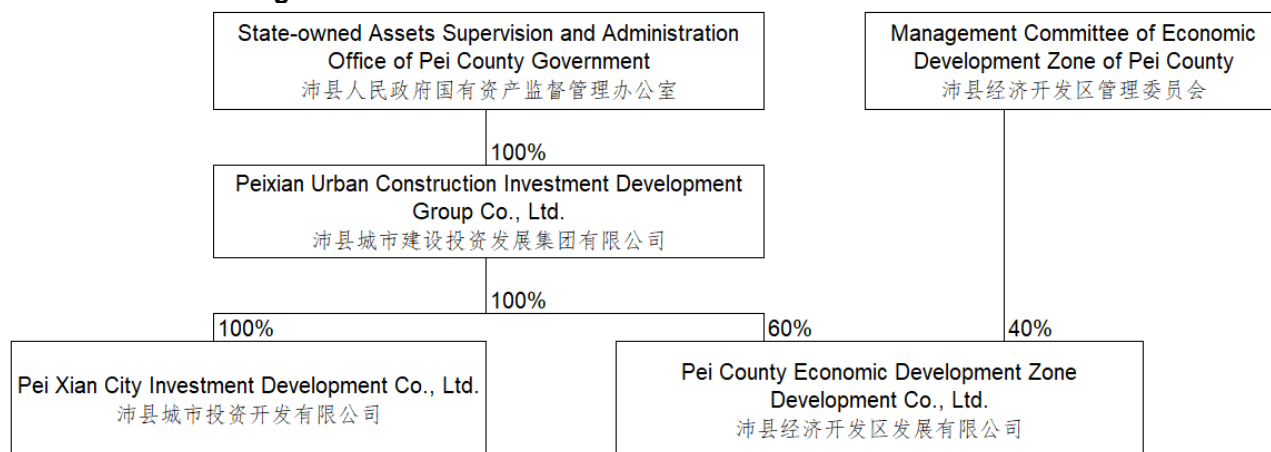 State-owned Assets Supervision and Administration
Office of Pei County Government
沛县人民政府国有资产监督管理办公室
Management Committee of Economic
Development Zone of Pei County
沛县经济开发区管理委员会
100%
Peixian Urban Construction Investment Development
Group Co., Ltd.
沛县城市建设投资发展集团有限公司
100%
100%
60%
40%
Pei Xian City Investment Development Co., Ltd.
沛县城市投资开发有限公司
Pei County Economic Development Zone
Development Co., Ltd.
沛县经济开发区发展有限公司